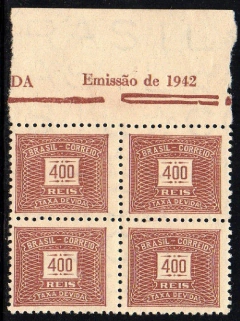 DA Emissão de 1942
BRASIL - CORREIO
400
REIS
TAXA DEVIDA
BRASIL - CORREIO
400
REIS
TAXA DEVIDA
BRASIL - CORREIO
400
REIS
TAXA DEVIDA
BRASIL - CORREIO
400
REIS
TAXA DEVIDA